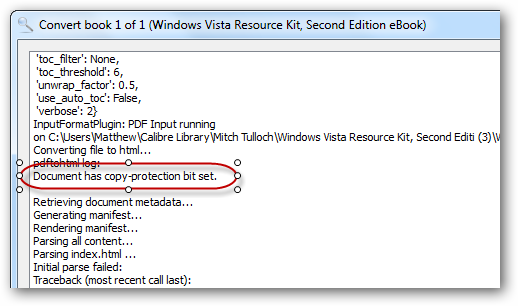 Convert book 1 of 1 (Windows Vista Resource Kit, Second Edition eBook)
'toc_filter': None,
'toc_threshold': 6,
'unwrap_factor': 0.5,
'use_auto_toc': False,
'verbose': 2}
InputFormatPlugin: PDF Input running
on C:\Users\Matthew\Calibre Library\Mitch Tulloch\Windows Vista Resource Kit, Second Editi (3)\W
Converting file to html...
pdftohtml log:
Document has copy-protection bit set.
Retrieving document metadata...
Generating manifest...
Rendering manifest...
Parsing all content...
Parsing index.html ...
Initial parse failed:
Traceback (most recent call last):